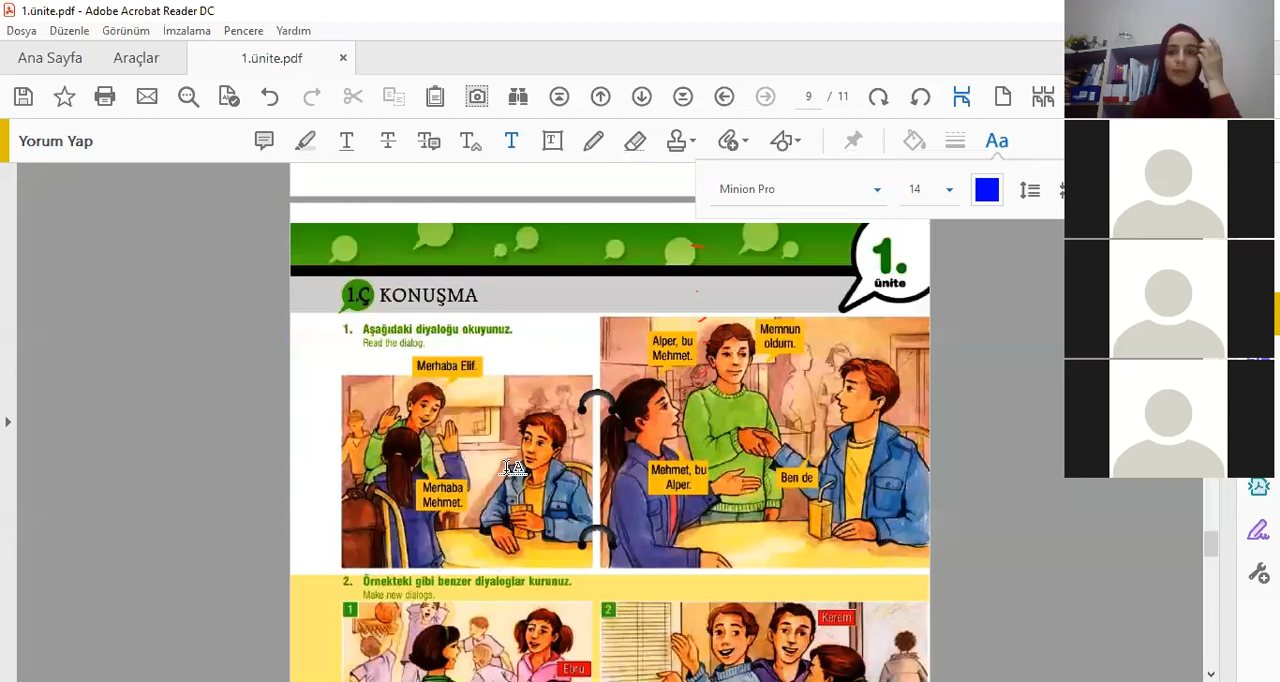 1.ünite.pdf - Adobe Acrobat Reader DC
Dosya Düzenle Görünüm İmzalama Pencere Yardım
Ana Sayfa Araçlar 1.ünite.pdf ×
9 / 11
Yorum Yap
Aa
Minion Pro 14
1.
ünite
1.Ç KONUŞMA
1. Aşağıdaki diyaloğu okuyunuz.
Read the dialog.
Merhaba Elif.
Merhaba
Mehmet.
Alper, bu
Mehmet.
Memnun
oldum.
Mehmet, bu
Alper.
Ben de
2. Örnekteki gibi benzer diyaloglar kurunuz.
Make new dialogs.
1
Ebru
2
Kerem